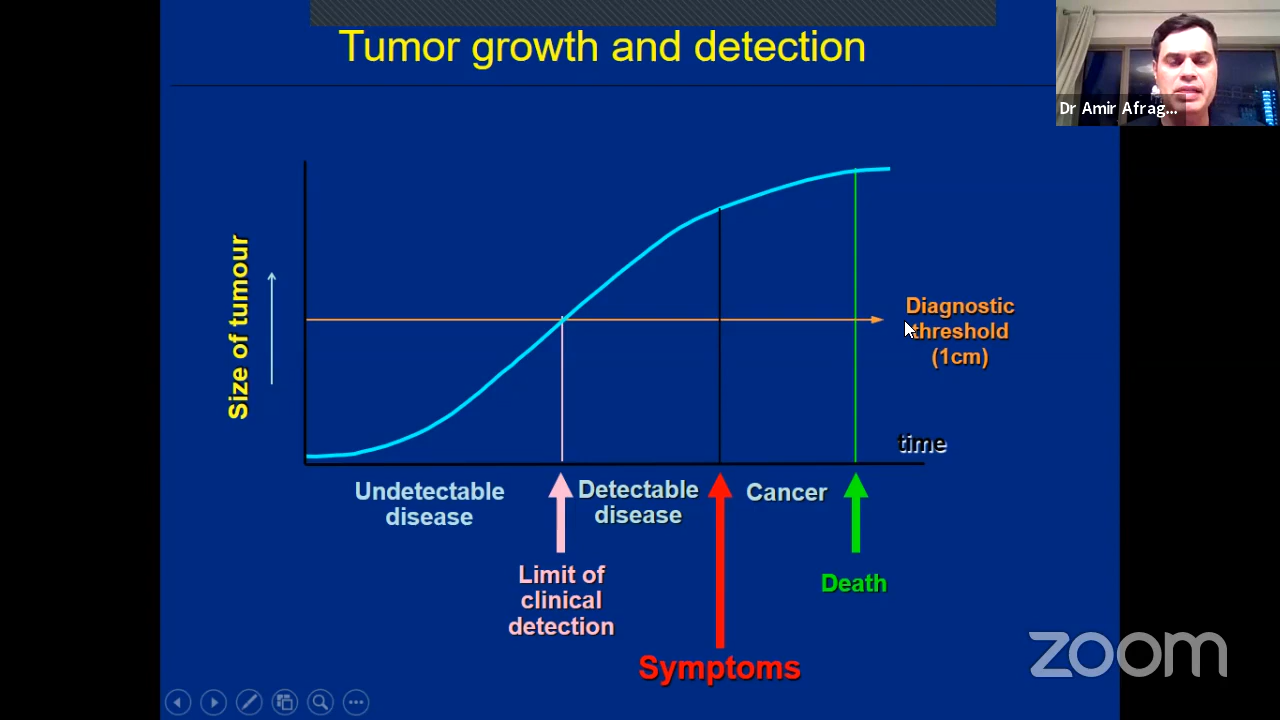 Tumor growth and detection
Dr Amir Afrag...
Size of tumour
Diagnostic
threshold
(1cm)
time
Undetectable
disease
Detectable
disease
Cancer
Limit of
clinical
detection
Death
Symptoms
zoom